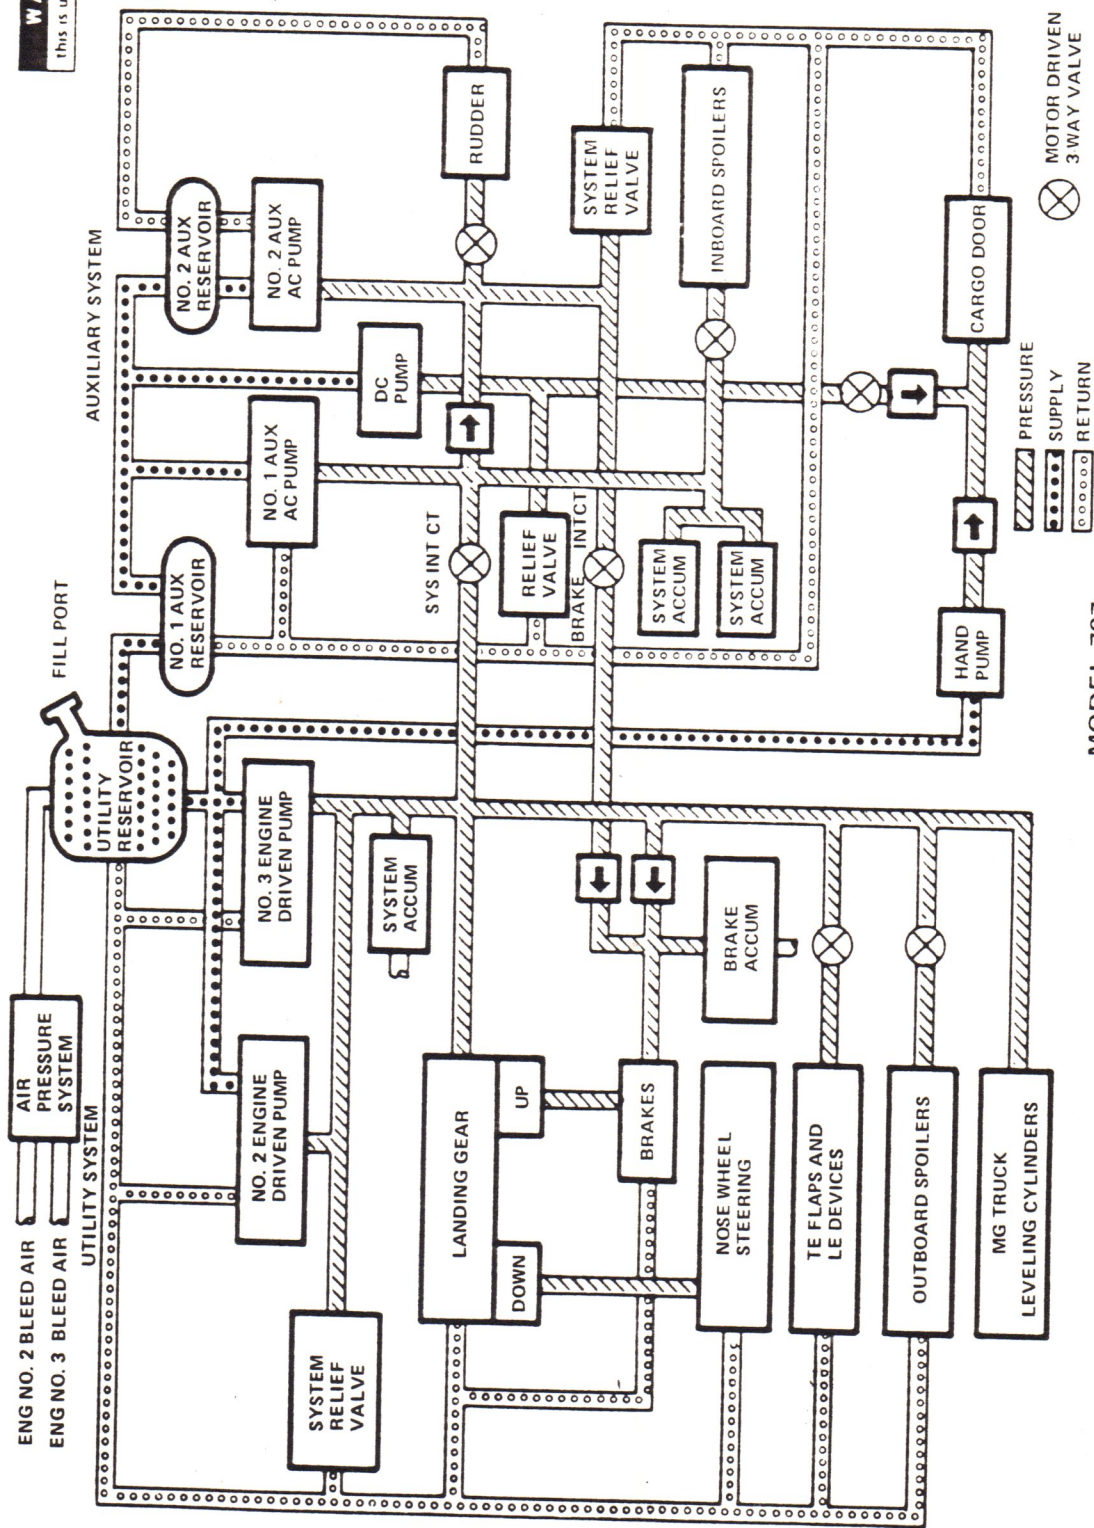 W
this is u
ENG NO. 2 BLEED AIR
ENG NO. 3 BLEED AIR
AIR
PRESSURE
SYSTEM
UTILITY SYSTEM
UTILITY
RESERVOIR
FILL PORT
AUXILIARY SYSTEM
NO. 1 AUX
RESERVOIR
NO. 2 AUX
RESERVOIR
NO. 2 ENGINE
DRIVEN PUMP
NO. 3 ENGINE
DRIVEN PUMP
NO. 1 AUX
AC PUMP
DC
PUMP
NO. 2 AUX
AC PUMP
SYSTEM
RELIEF
VALVE
SYSTEM
ACCUM
SYS INT CT
RUDDER
LANDING GEAR
DOWN
UP
RELIEF
VALVE
BRAKE INTCT
SYSTEM
RELIEF
VALVE
BRAKES
BRAKE
ACCUM
SYSTEM
ACCUM
SYSTEM
ACCUM
INBOARD SPOILERS
NOSE WHEEL
STEERING
TE FLAPS AND
LE DEVICES
OUTBOARD SPOILERS
MG TRUCK
LEVELING CYLINDERS
HAND
PUMP
CARGO DOOR
PRESSURE
SUPPLY
RETURN
MOTOR DRIVEN
3-WAY VALVE